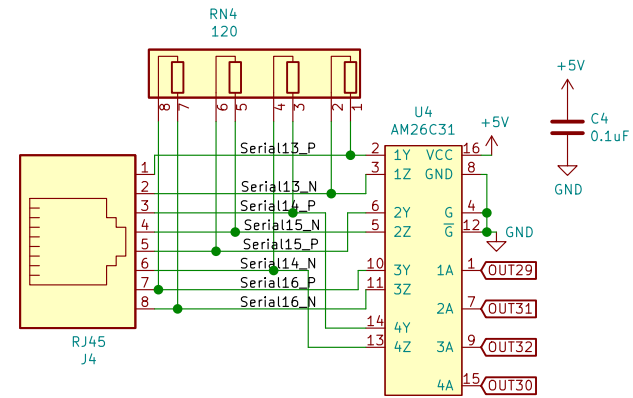 RN4
120
8 7 6 5 4 3 2 1
+5V
C4
0.1uF
GND
U4
AM26C31
+5V
Serial13_P
2 1Y VCC 16
1
3 1Z GND 8
2 Serial13_N
3 Serial14_P
6 2Y G 4
4 Serial15_N
5 2Z G 12 GND
5 Serial15_P
6 Serial14_N
10 3Y 1A 1 OUT29
7 Serial16_P
11 3Z
8 Serial16_N
2A 7 OUT31
14 4Y
13 4Z 3A 9 OUT32
4A 15 OUT30
RJ45
J4